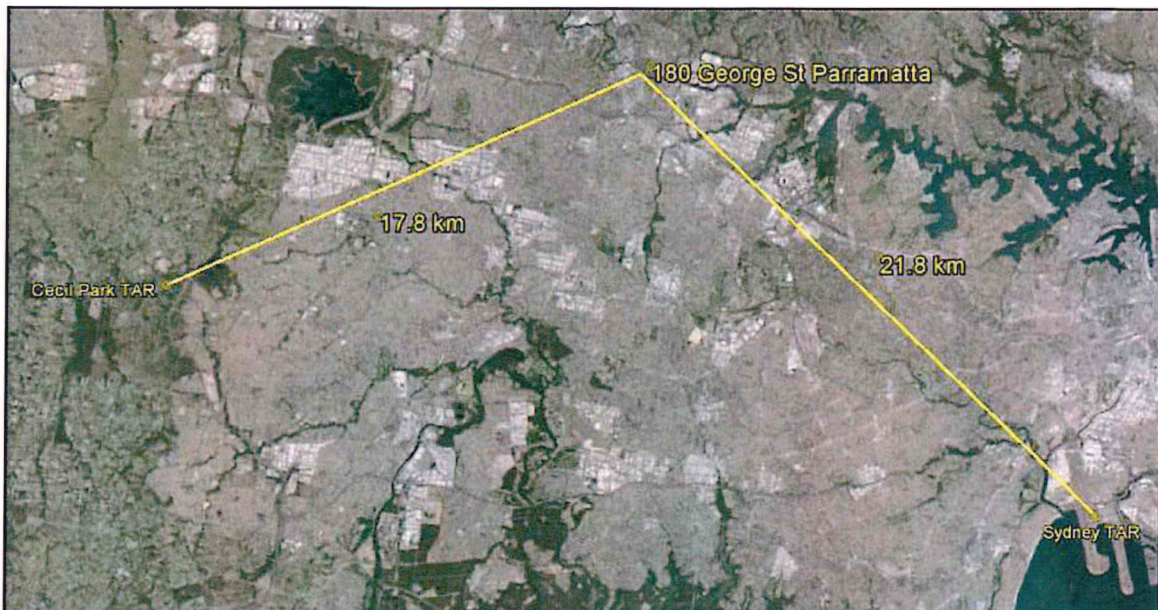 180 George St Parramatta
17.8 km
21.8 km
Cecil Park TAR
Sydney TAR